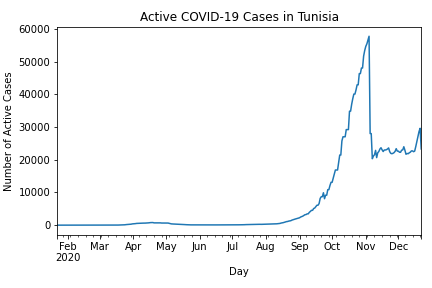 Active COVID-19 Cases in Tunisia
Number of Active Cases
60000
50000
40000
30000
20000
10000
0
Feb Mar Apr May Jun Jul Aug Sep Oct Nov Dec
2020
Day